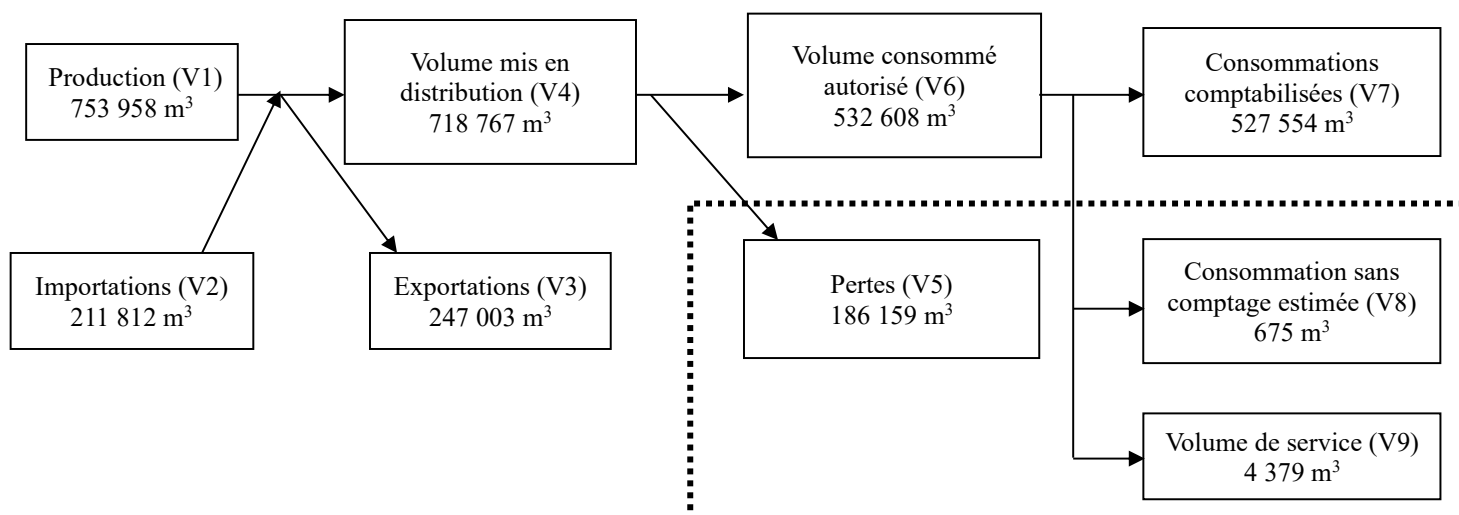 Production (V1)
753 958 m³
Volume mis en
distribution (V4)
718 767 m³
Volume consommé
autorisé (V6)
532 608 m³
Consommations
comptabilisées (V7)
527 554 m³
Importations (V2)
211 812 m³
Exportations (V3)
247 003 m³
Pertes (V5)
186 159 m³
Consommation sans
comptage estimée (V8)
675 m³
Volume de service (V9)
4 379 m³